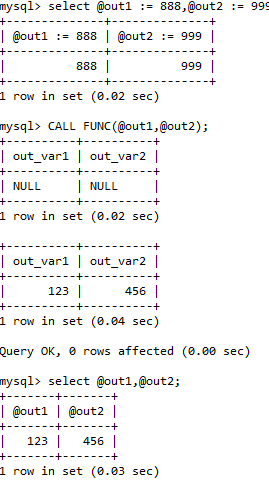 mysql> select @out1 := 888,@out2 := 999
+--------------+--------------+
| @out1 := 888 | @out2 := 999 |
+--------------+--------------+
|          888 |          999 |
+--------------+--------------+
1 row in set (0.02 sec)
mysql> CALL FUNC(@out1,@out2);
+----------+----------+
| out_var1 | out_var2 |
+----------+----------+
| NULL     | NULL     |
+----------+----------+
1 row in set (0.02 sec)
+----------+----------+
| out_var1 | out_var2 |
+----------+----------+
|      123 |      456 |
+----------+----------+
1 row in set (0.04 sec)
Query OK, 0 rows affected (0.00 sec)
mysql> select @out1,@out2;
+-------+-------+
| @out1 | @out2 |
+-------+-------+
|   123 |   456 |
+-------+-------+
1 row in set (0.03 sec)